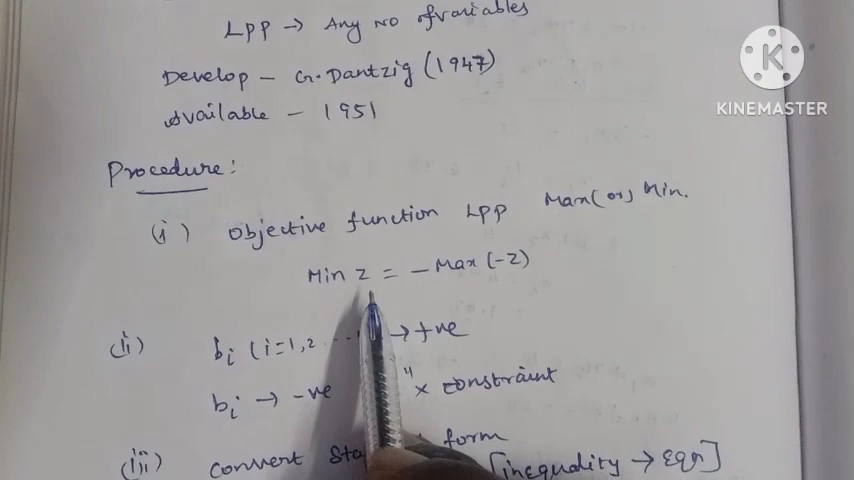 LPP → Any No of variables
Develop - G. Dantzig (1947)
Available - 1951
KINEMASTER
Procedure:
(i) Objective function LPP Max (or) Min.
Min Z = - Max (-Z)
(ii) bi (i=1,2 ... → +ve
bi → -ve " × constraint
(iii) Convert form [inequality → Eqn]